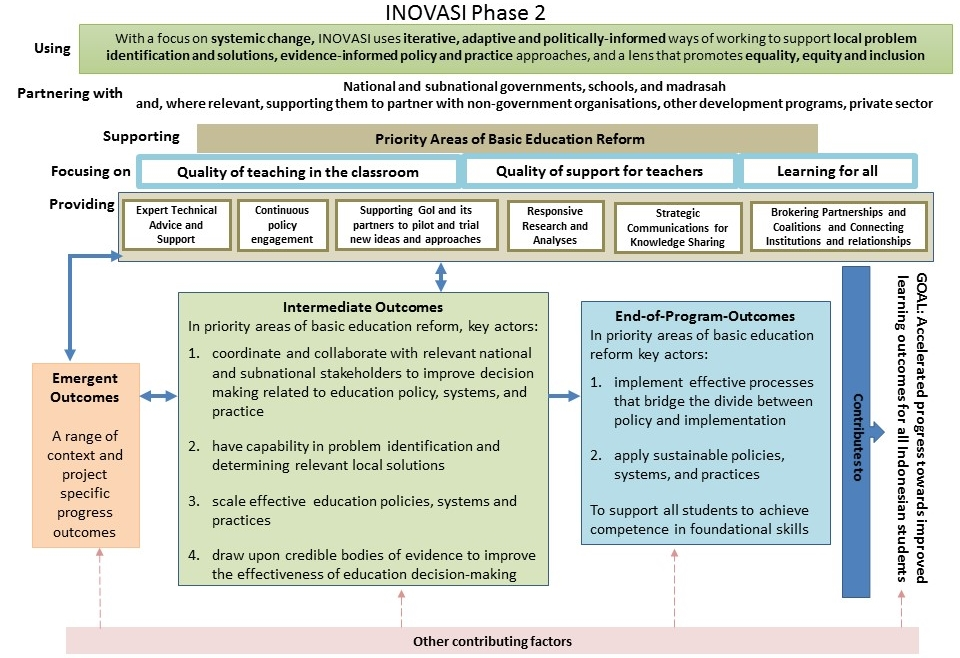 INOVASI Phase 2
Using
With a focus on systemic change, INOVASI uses iterative, adaptive and politically-informed ways of working to support local problem
identification and solutions, evidence-informed policy and practice approaches, and a lens that promotes equality, equity and inclusion
Partnering with
National and subnational governments, schools, and madrasah
and, where relevant, supporting them to partner with non-government organisations, other development programs, private sector
Supporting
Priority Areas of Basic Education Reform
Focusing on
Quality of teaching in the classroom
Quality of support for teachers
Learning for all
Providing
Expert Technical
Advice and
Support
Continuous
policy
engagement
Supporting GoI and its
partners to pilot and trial
new ideas and approaches
Responsive
Research and
Analyses
Strategic
Communications for
Knowledge Sharing
Brokering Partnerships and
Coalitions and Connecting
Institutions and relationships
Emergent
Outcomes
A range of
context and
project
specific
progress
outcomes
Intermediate Outcomes
In priority areas of basic education reform, key actors:
1. coordinate and collaborate with relevant national
and subnational stakeholders to improve decision
making related to education policy, systems, and
practice
2. have capability in problem identification and
determining relevant local solutions
3. scale effective education policies, systems and
practices
4. draw upon credible bodies of evidence to improve
the effectiveness of education decision-making
End-of-Program-Outcomes
In priority areas of basic education
reform key actors:
1. implement effective processes
that bridge the divide between
policy and implementation
2. apply sustainable policies,
systems, and practices
To support all students to achieve
competence in foundational skills
Contributes to
GOAL: Accelerated progress towards improved
learning outcomes for all Indonesian students
Other contributing factors